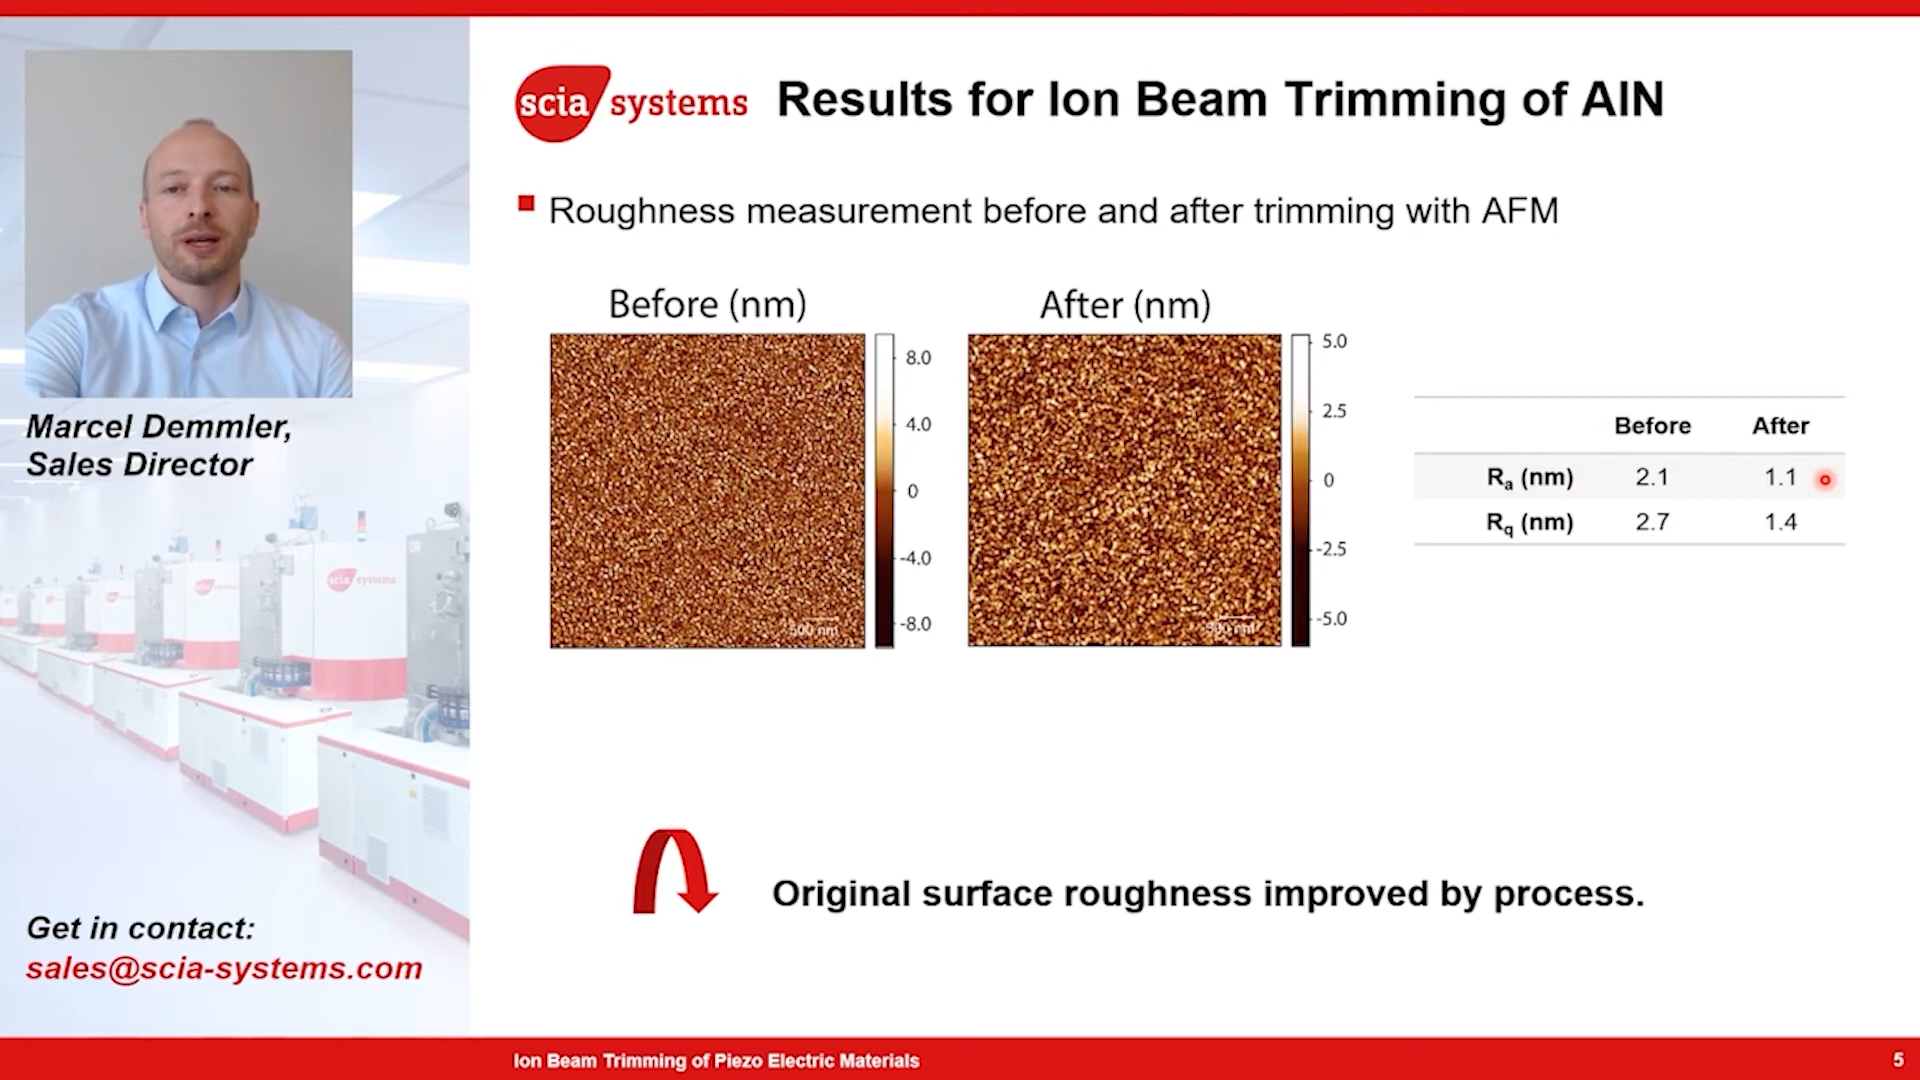 scia systems
Results for Ion Beam Trimming of AlN
Roughness measurement before and after trimming with AFM
Before (nm)
8.0
4.0
0
-4.0
-8.0
500 nm
After (nm)
5.0
2.5
0
-2.5
-5.0
Before After
Ra (nm) 2.1 1.1
Rq (nm) 2.7 1.4
Original surface roughness improved by process.
Marcel Demmler,
Sales Director
scia systems
Get in contact:
sales@scia-systems.com
Ion Beam Trimming of Piezo Electric Materials
5